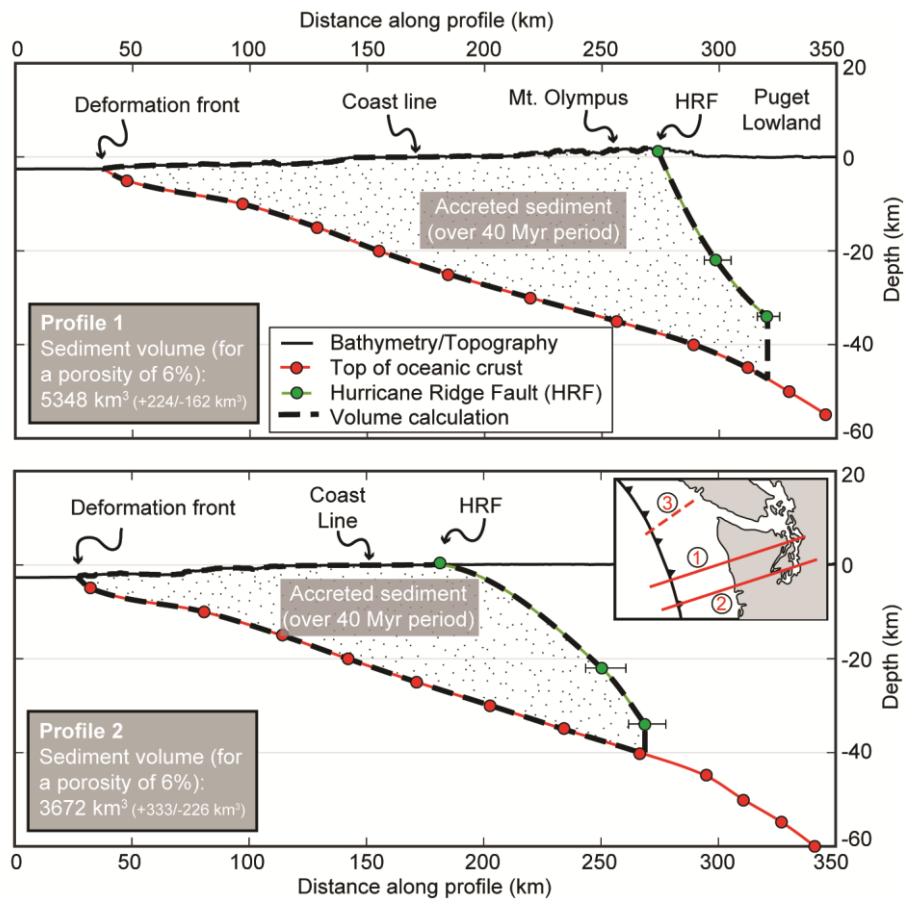 Distance along profile (km)
0 50 100 150 200 250 300 350
20
Deformation front
Coast line
Mt. Olympus
HRF
Puget
Lowland
0
Accreted sediment
(over 40 Myr period)
-20
Depth (km)
Profile 1
Sediment volume (for
a porosity of 6%):
5348 km³ (+224/-162 km³)
Bathymetry/Topography
Top of oceanic crust
Hurricane Ridge Fault (HRF)
Volume calculation
-40
-60
20
Deformation front
Coast
Line
HRF
3
1
2
0
Accreted sediment
(over 40 Myr period)
-20
Depth (km)
Profile 2
Sediment volume (for
a porosity of 6%):
3672 km³ (+333/-226 km³)
-40
-60
0 50 100 150 200 250 300 350
Distance along profile (km)